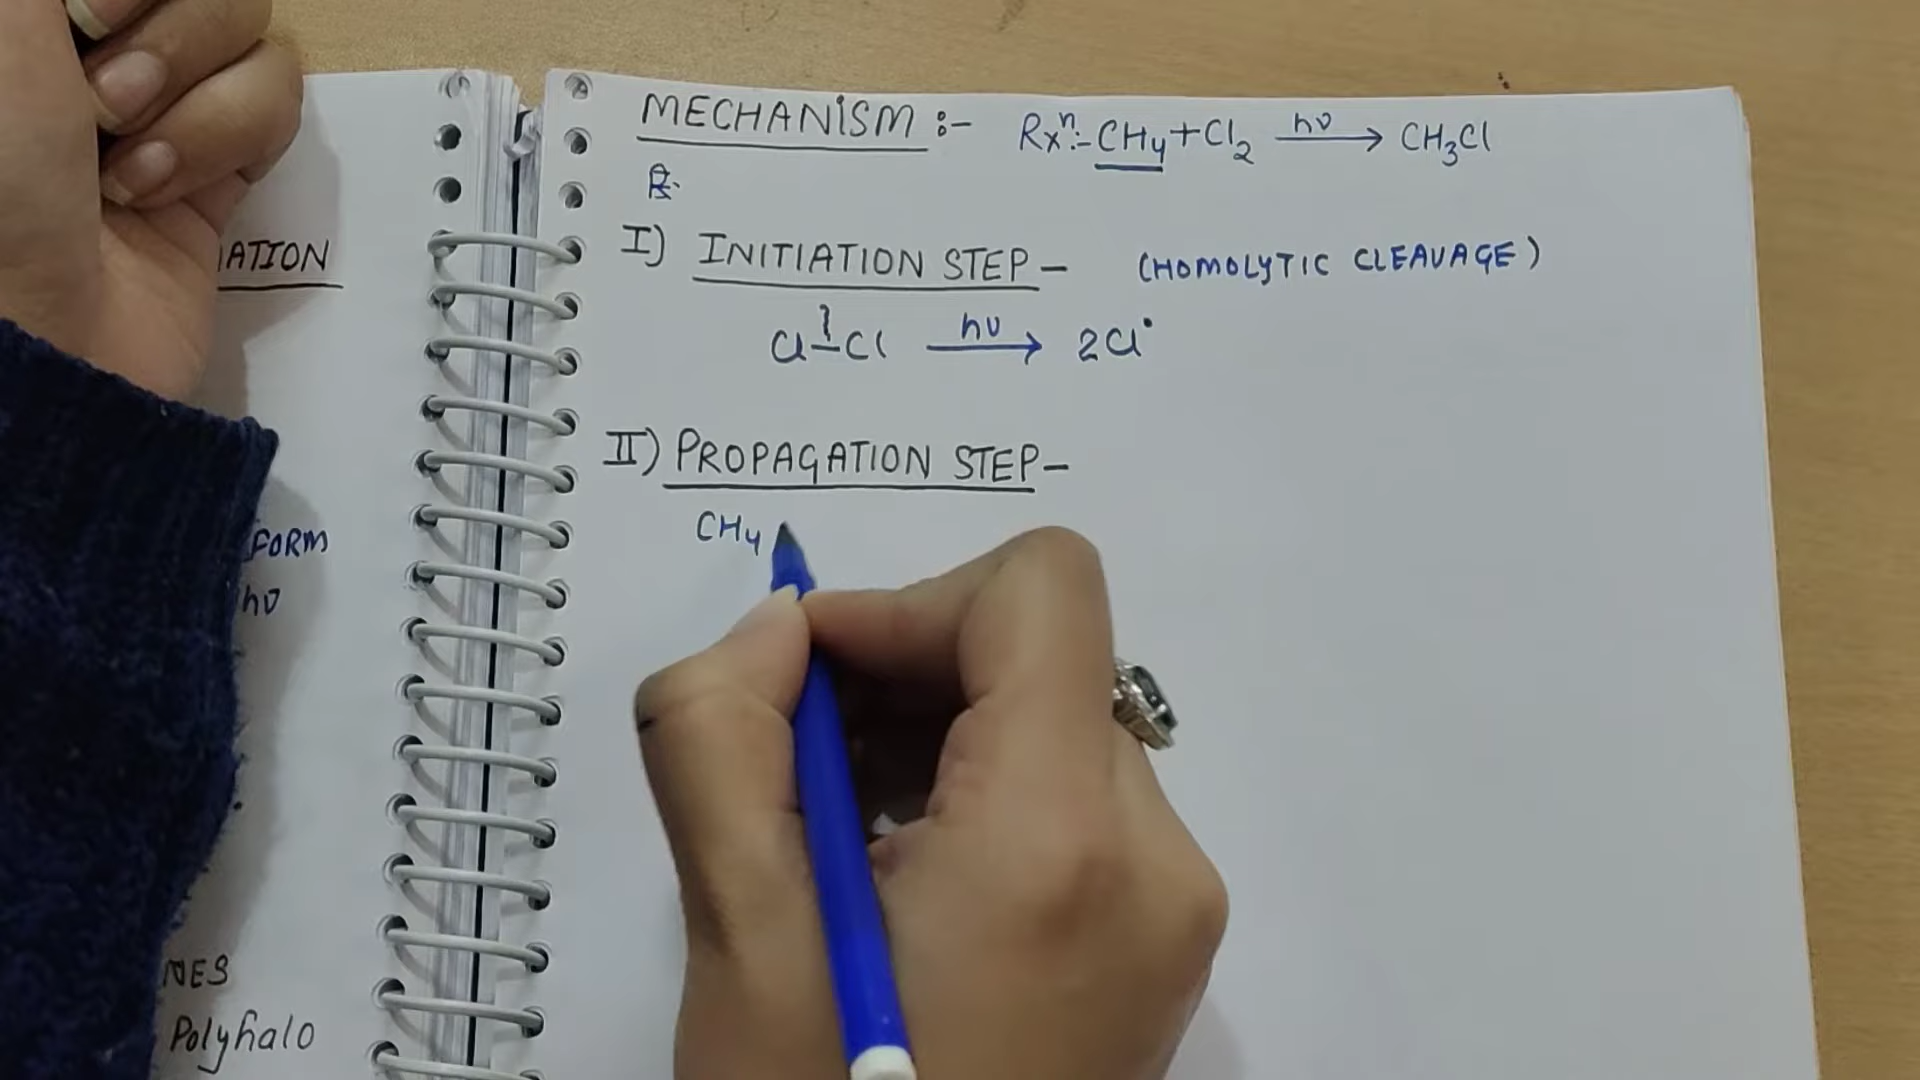 IATION
FORM
hν
NES
Polyhalo
MECHANISM :- Rxⁿ:- CH₄ + Cl₂ hν → CH₃Cl
I) INITIATION STEP - (HOMOLYTIC CLEAVAGE)
Cl-Cl hν → 2Cl•
II) PROPAGATION STEP-
CH₄